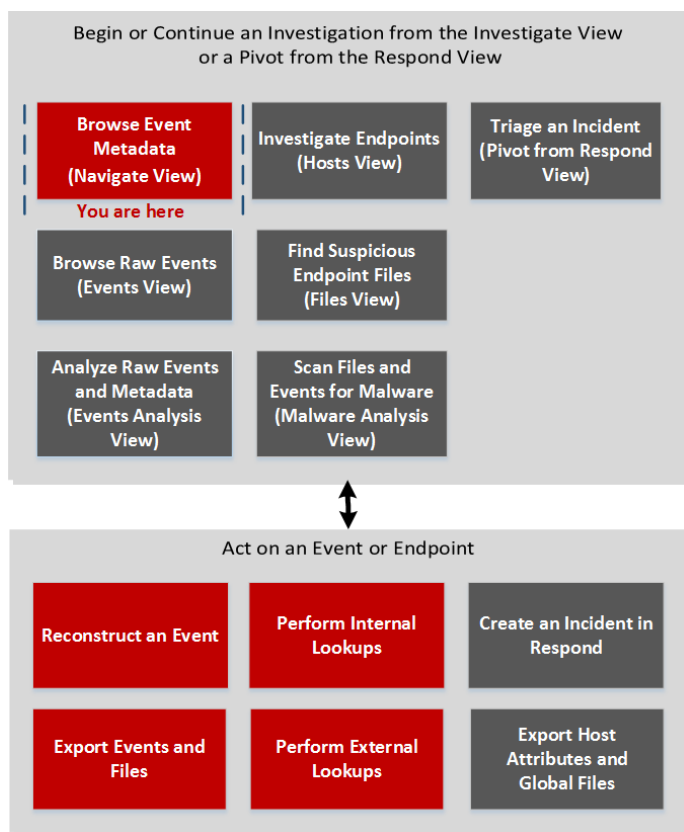 Begin or Continue an Investigation from the Investigate View
or a Pivot from the Respond View
Browse Event
Metadata
(Navigate View)
You are here
Investigate Endpoints
(Hosts View)
Triage an Incident
(Pivot from Respond
View)
Browse Raw Events
(Events View)
Find Suspicious
Endpoint Files
(Files View)
Analyze Raw Events
and Metadata
(Events Analysis
View)
Scan Files and
Events for Malware
(Malware Analysis
View)
Act on an Event or Endpoint
Reconstruct an Event
Perform Internal
Lookups
Create an Incident in
Respond
Export Events and
Files
Perform External
Lookups
Export Host
Attributes and
Global Files